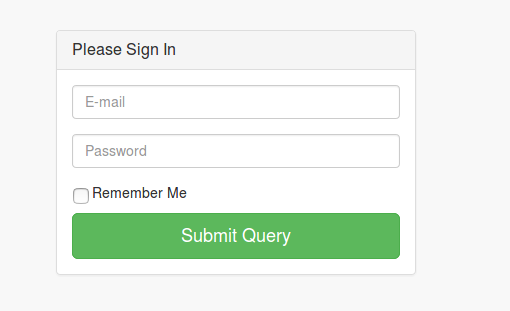 Please Sign In
E-mail
Password
Remember Me
Submit Query